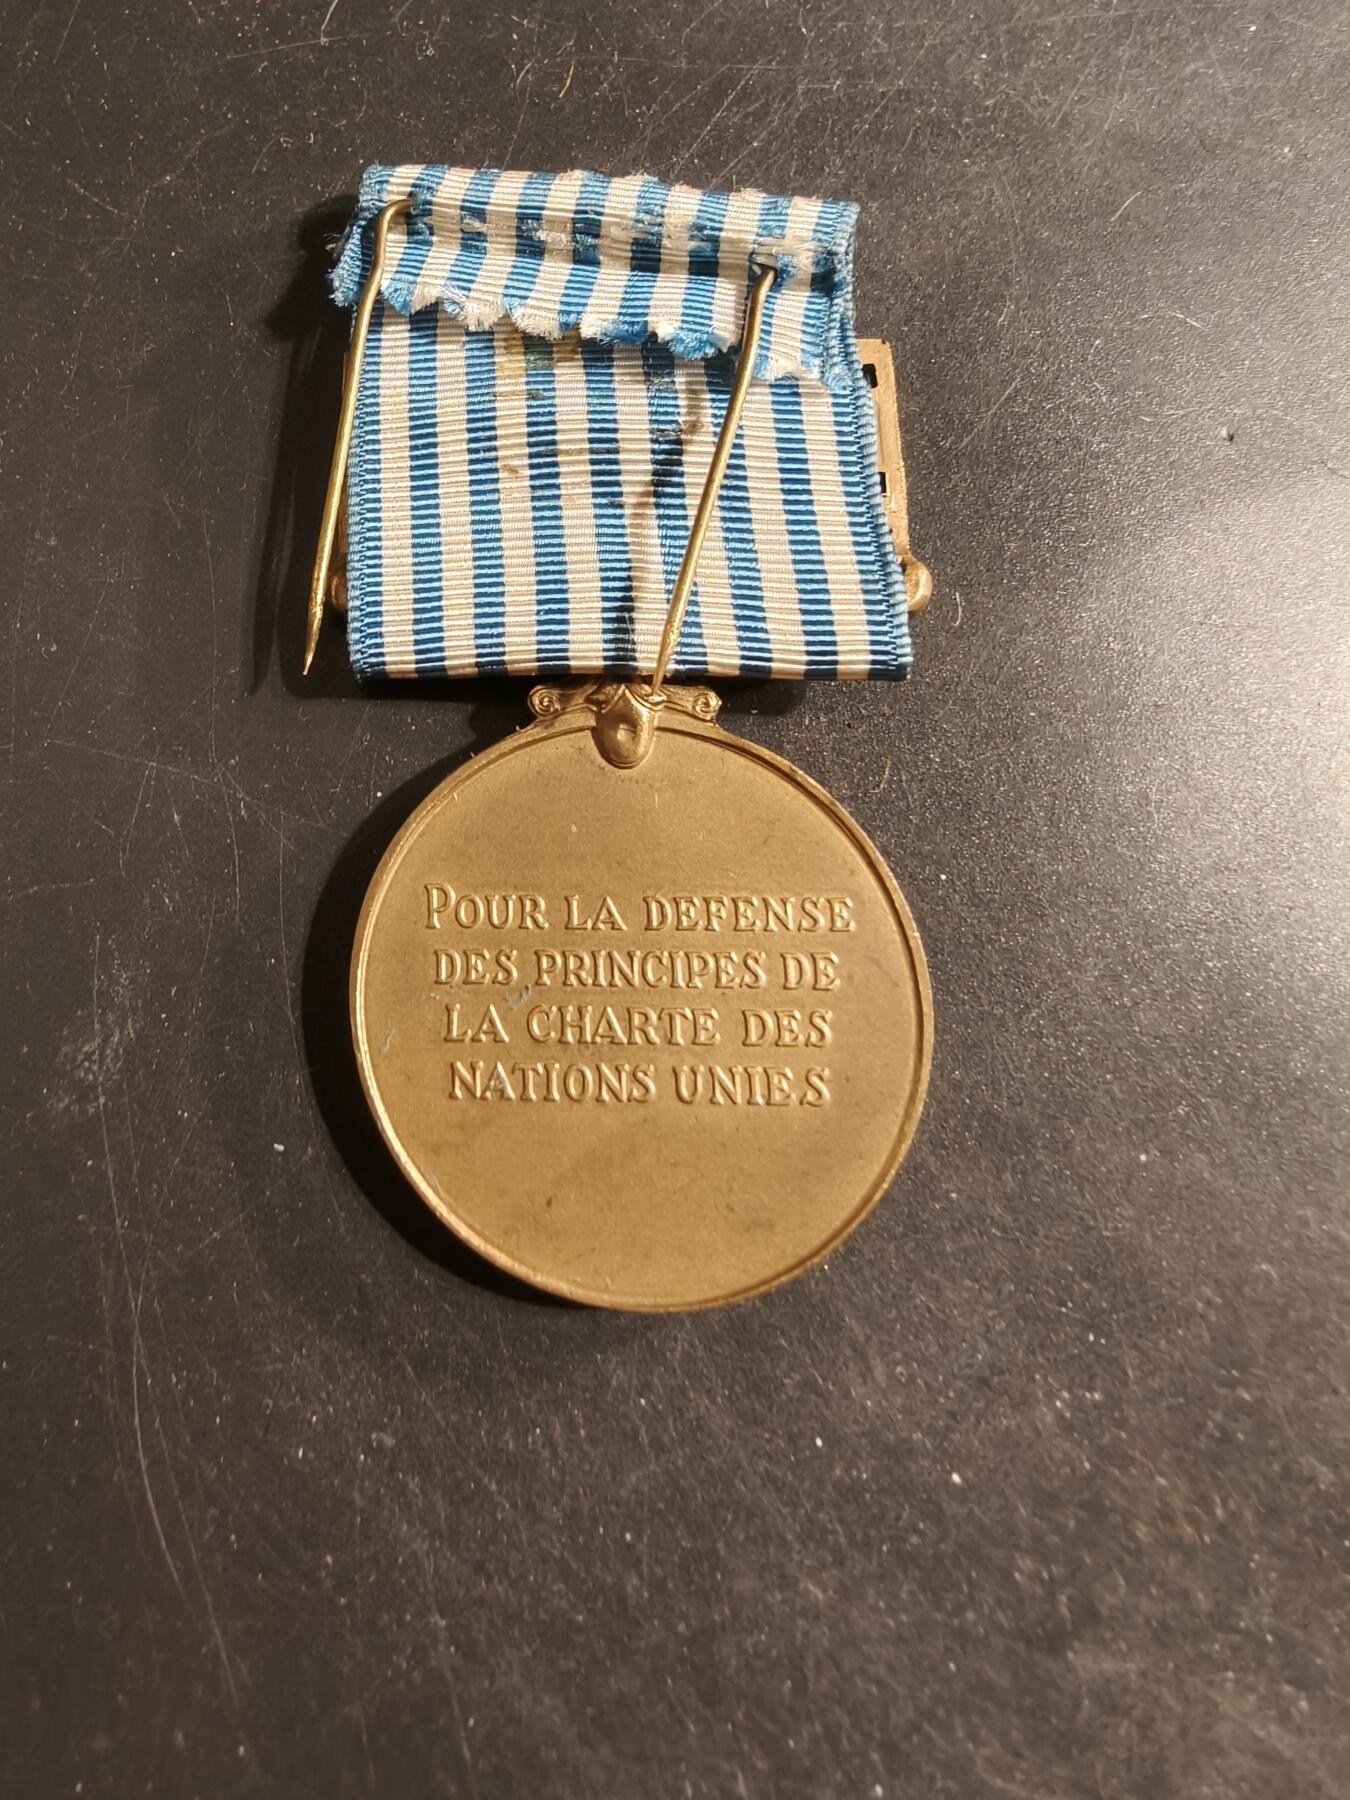 POUR LA DEFENSE
DES PRINCIPES DE
LA CHARTE DES
NATIONS UNIES